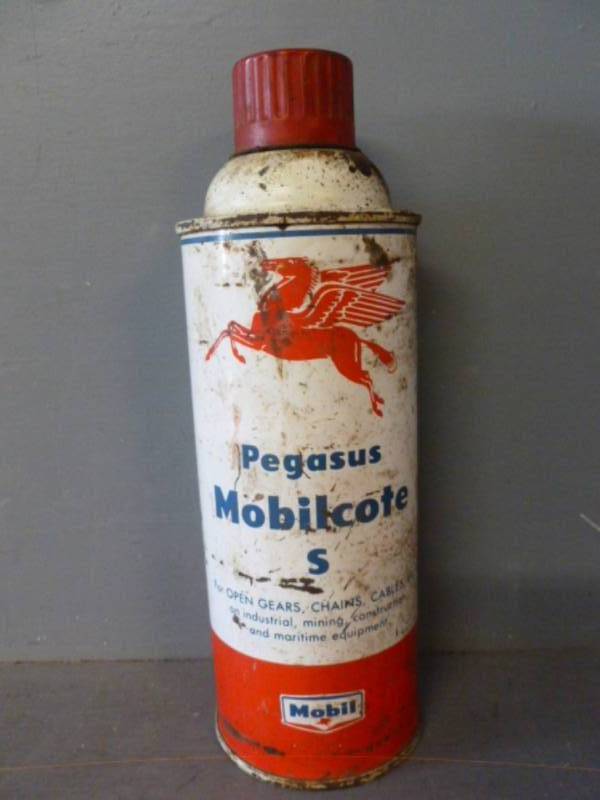 Pegasus
Mobilcote
S
for OPEN GEARS, CHAINS, CABLES
on industrial, mining, construction
and maritime equipment
Mobil